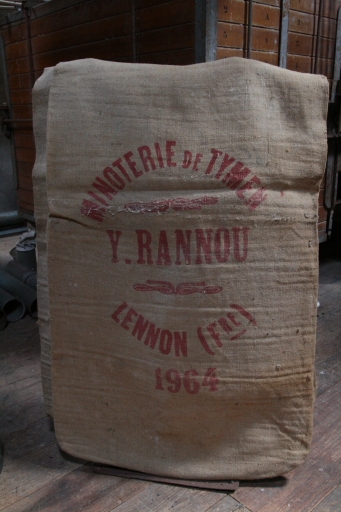 MINOTERIE DE TYMEN
Y. RANNOU
LENNON (FRE)
1964